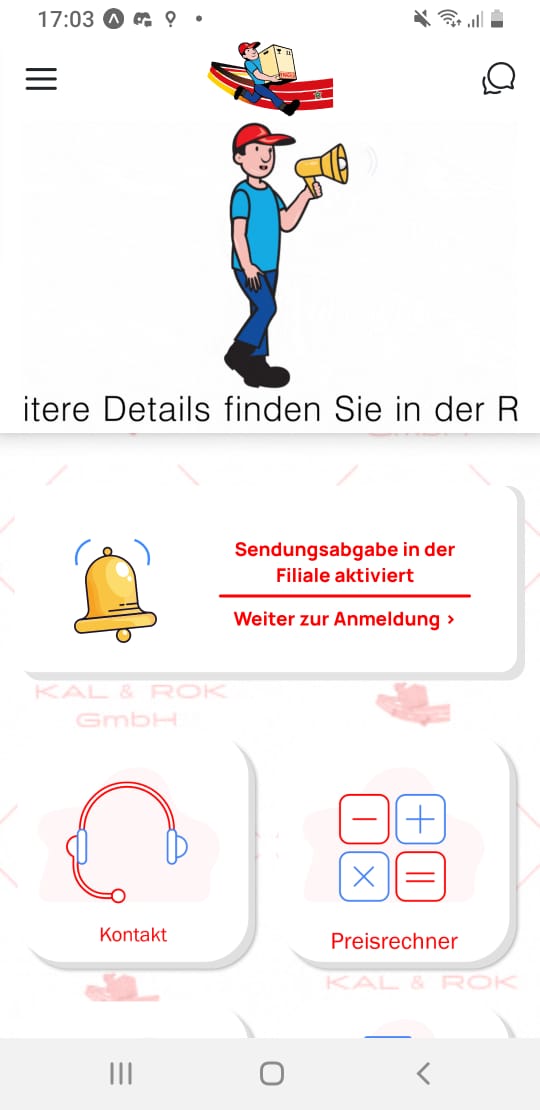 17:03
itere Details finden Sie in der R
Sendungsabgabe in der
Filiale aktiviert
Weiter zur Anmeldung ›
KAL & ROK
GmbH
Kontakt
Preisrechner
KAL & ROK